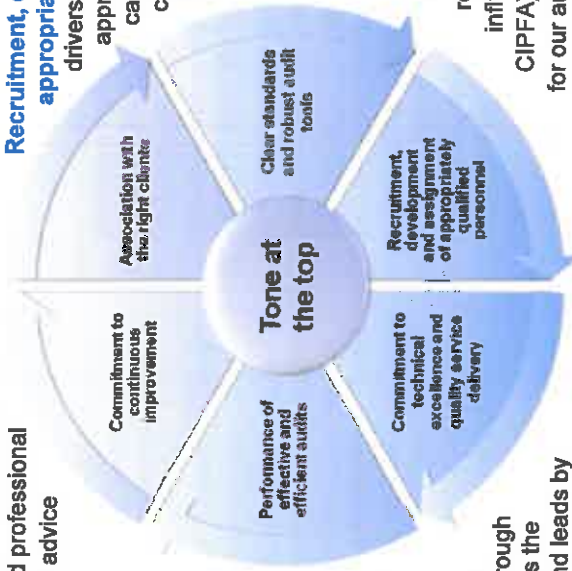 d professional
advice
Recruitment,
appropria
drivers
appr
ca
c
Commitment to
continuous
improvement
Association with
the right clients
Performance of
effective and
efficient audits
Tone at
the top
Clear standards
and robust audit
tools
Commitment to
technical
excellence and
quality service
delivery
Recruitment,
development
and assignment
of appropriately
qualified
personnel
rough
s the
nd leads by
infl
CIPFA
for our au